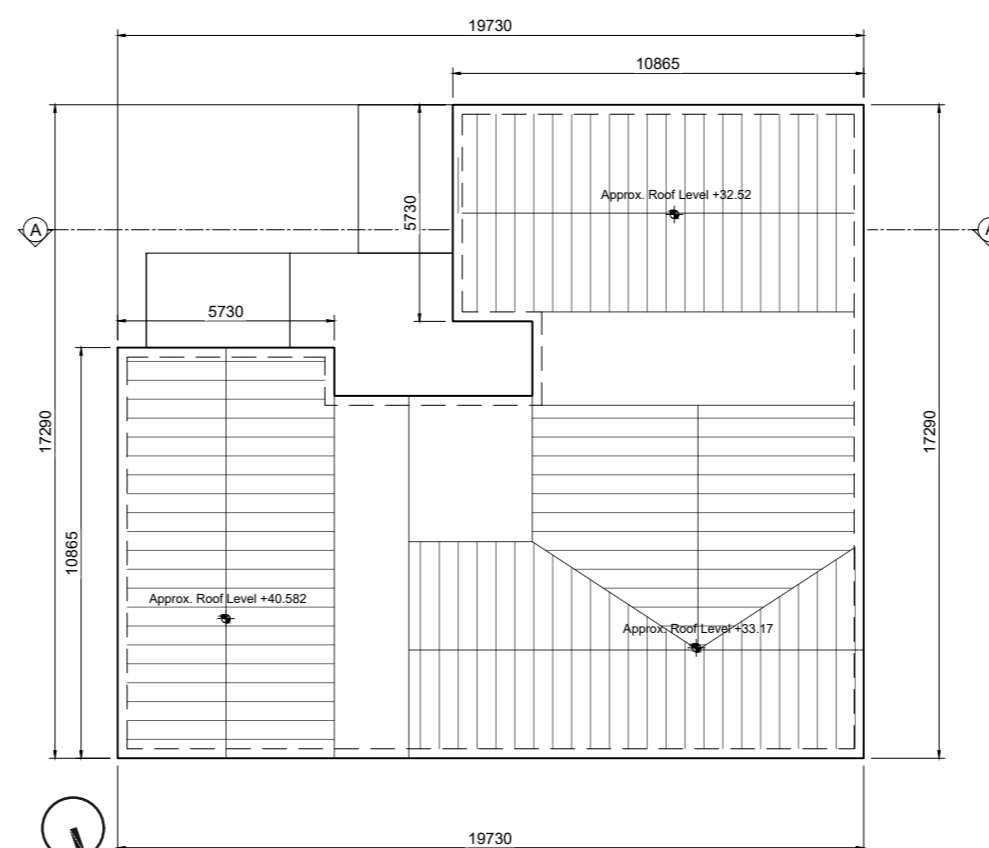 19730
10865
Approx. Roof Level +32.52
5730
A
A
5730
17290
17290
10865
Approx. Roof Level +40.582
Approx. Roof Level +33.17
19730